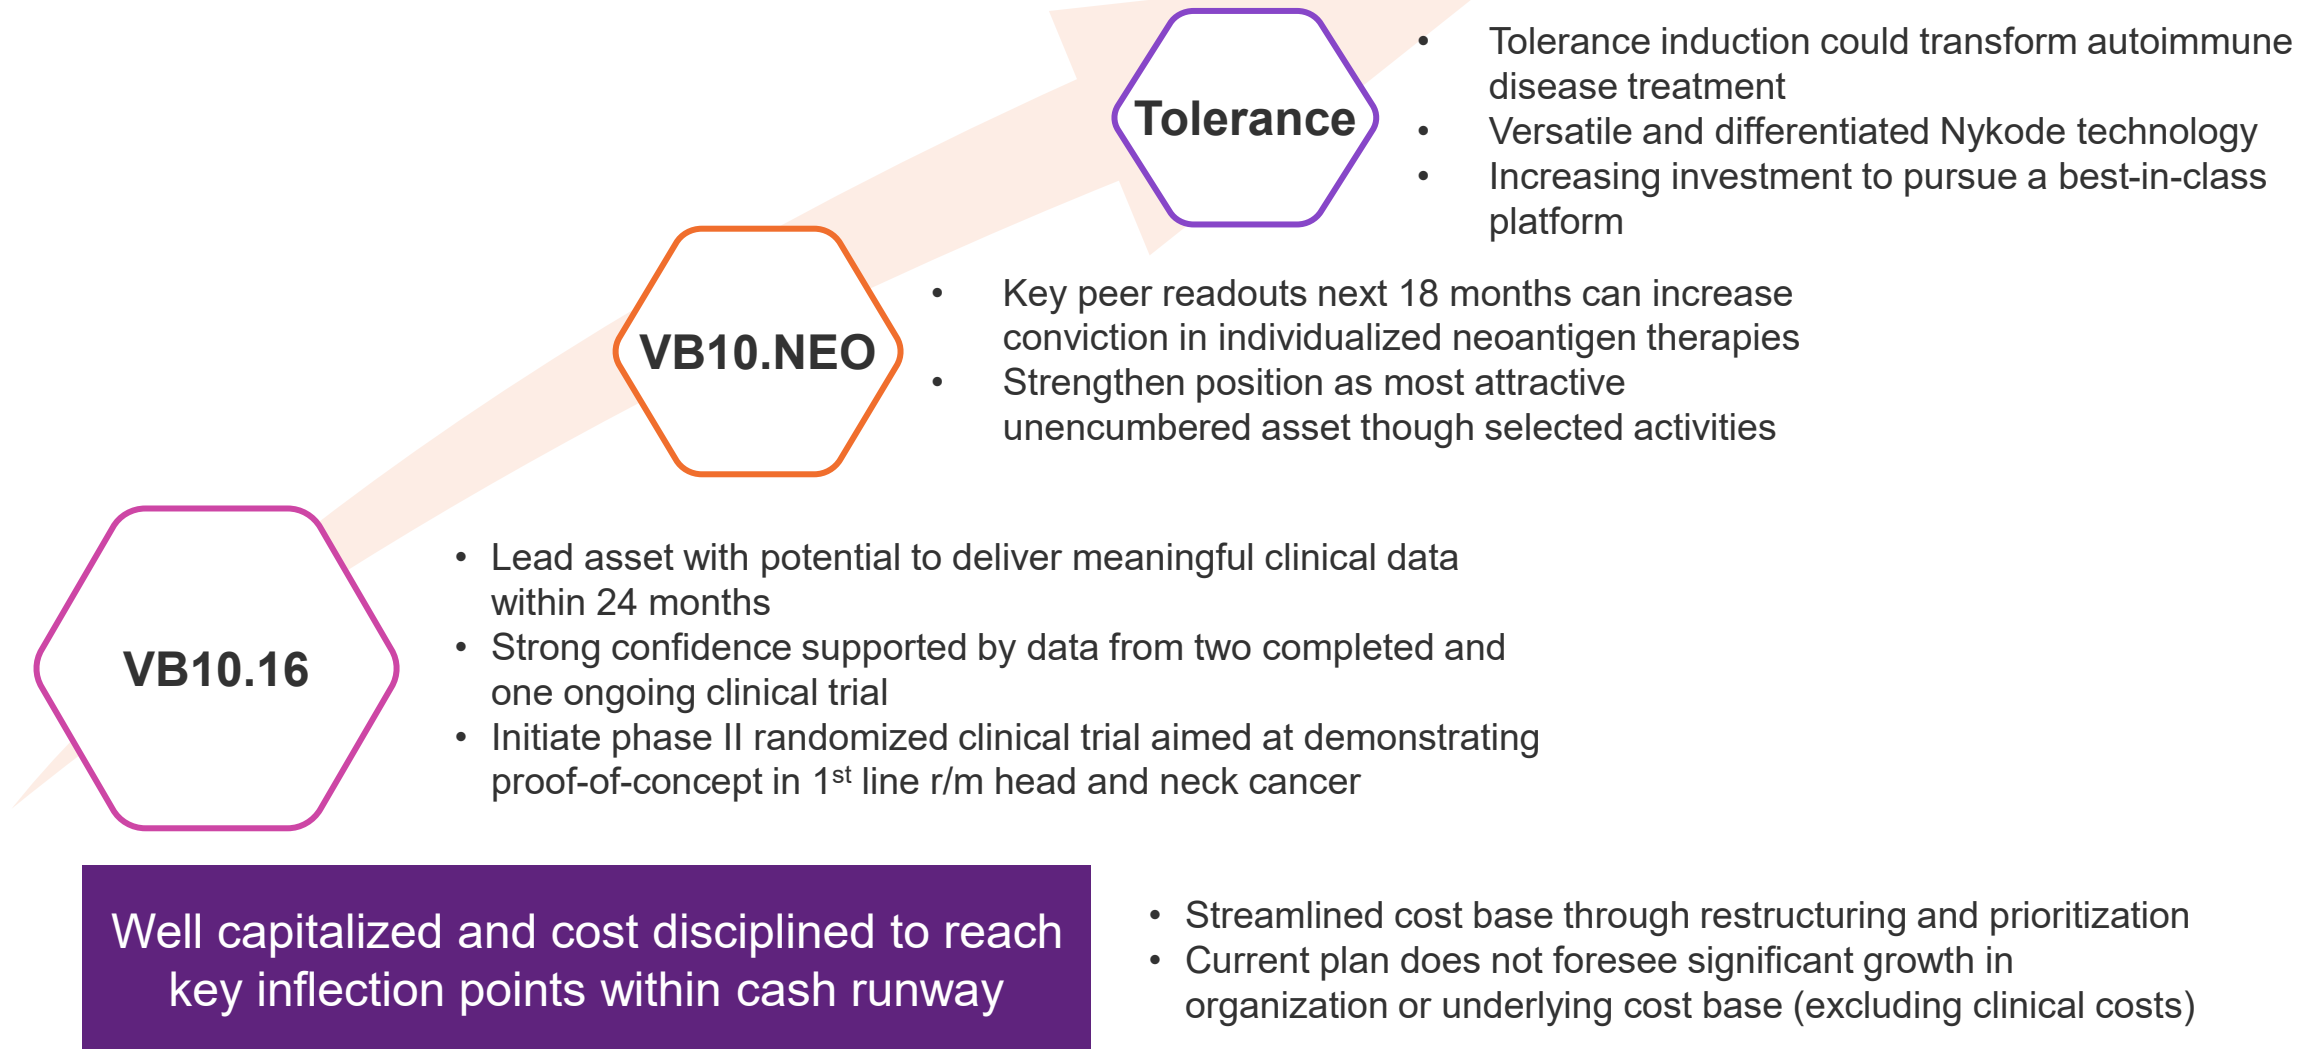 Tolerance
• Tolerance induction could transform autoimmune
disease treatment
• Versatile and differentiated Nykode technology
• Increasing investment to pursue a best-in-class
platform
VB10.NEO
• Key peer readouts next 18 months can increase
conviction in individualized neoantigen therapies
• Strengthen position as most attractive
unencumbered asset though selected activities
VB10.16
• Lead asset with potential to deliver meaningful clinical data
within 24 months
• Strong confidence supported by data from two completed and
one ongoing clinical trial
• Initiate phase II randomized clinical trial aimed at demonstrating
proof-of-concept in 1st line r/m head and neck cancer
Well capitalized and cost disciplined to reach
key inflection points within cash runway
• Streamlined cost base through restructuring and prioritization
• Current plan does not foresee significant growth in
organization or underlying cost base (excluding clinical costs)